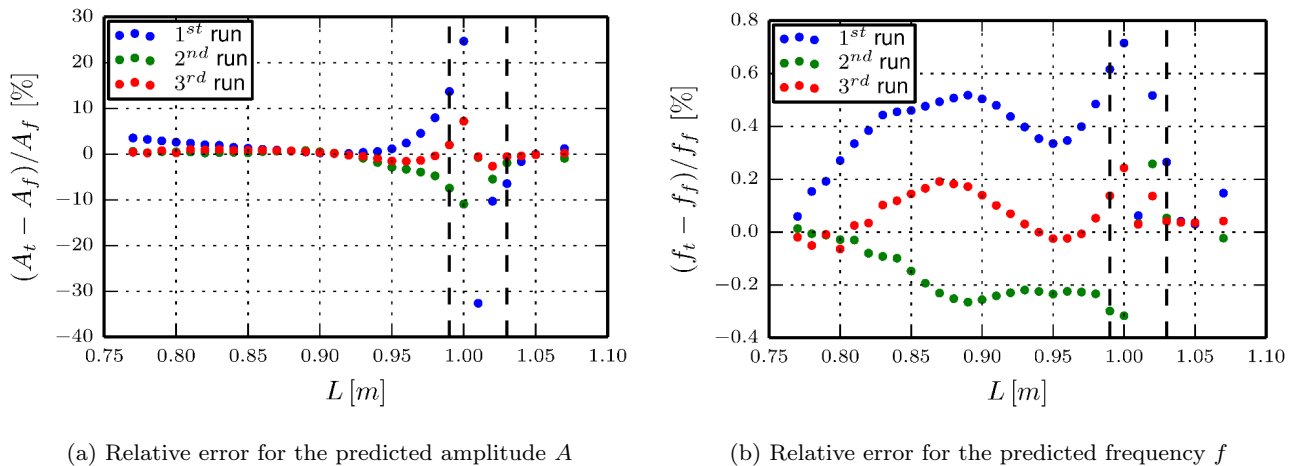 30
20
10
0
−10
−20
−30
−40
0.75 0.80 0.85 0.90 0.95 1.00 1.05 1.10
(A_t − A_f)/A_f [%]
L [m]
1^{st} run
2^{nd} run
3^{rd} run
(a) Relative error for the predicted amplitude A
0.8
0.6
0.4
0.2
0.0
−0.2
−0.4
0.75 0.80 0.85 0.90 0.95 1.00 1.05 1.10
(f_t − f_f)/f_f [%]
L [m]
1^{st} run
2^{nd} run
3^{rd} run
(b) Relative error for the predicted frequency f